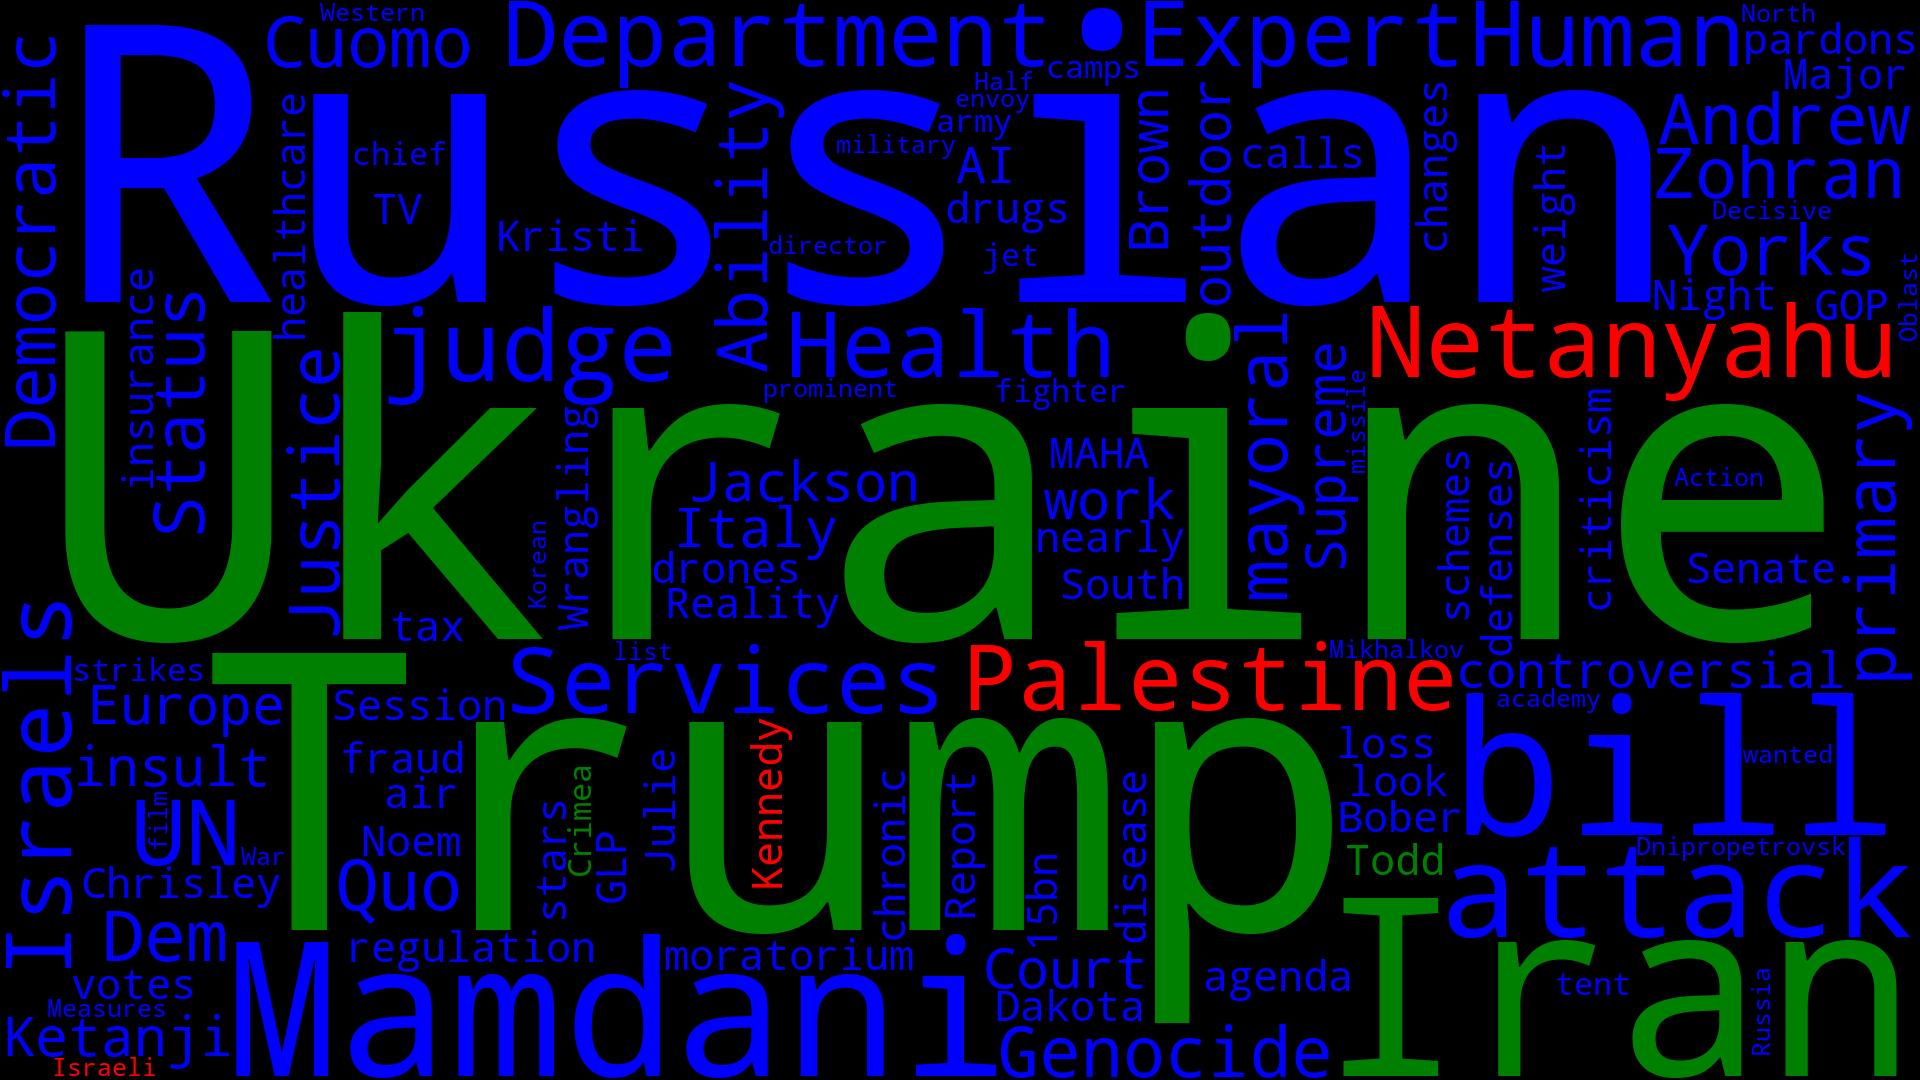 Western
Cuomo
Department
Expert
Human
North
pardons
Major
Democratic
Russian
camps
Half
envoy
army
military
AI
drugs
jet
Brown
outdoor
calls
changes
weight
Andrew
Zohran
Decisive
Yorks
Night
GOP
Oblast
healthcare
chief
TV
Kristi
Ability
director
insurance
status
Justice
judge
Health
prominent
fighter
mayoral
Supreme
missile
Netanyahu
Ukraine
Wrangling
Korean
Jackson
Italy
drones
Reality
MAHA
work
nearly
South
schemes
defenses
criticism
Action
Senate
primary
tax
Israels
strikes
Europe
Session
Services
list
Palestine
Mikhalkov
controversial
academy
bill
wanted
insult
fraud
air
Trump
stars
Crimea
GLP
Julie
Kennedy
chronic
Report
15bn
disease
loss
look
Bober
Todd
Dnipropetrovsk
attack
UN
film
War
Noem
Quo
Chrisley
Dem
regulation
moratorium
Court
Dakota
agenda
Iran
tent
Russia
votes
Measures
Ketanji
Israeli
Mamdani
Genocide